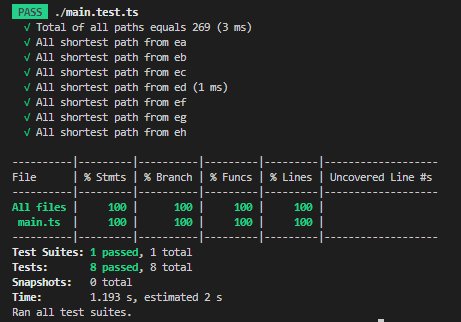 PASS ./main.test.ts
√ Total of all paths equals 269 (3 ms)
√ All shortest path from ea
√ All shortest path from eb
√ All shortest path from ec
√ All shortest path from ed (1 ms)
√ All shortest path from ef
√ All shortest path from eg
√ All shortest path from eh
----------|---------|----------|---------|---------|-------------------
File      | % Stmts | % Branch | % Funcs | % Lines | Uncovered Line #s
----------|---------|----------|---------|---------|-------------------
All files |     100 |      100 |     100 |     100 |
 main.ts  |     100 |      100 |     100 |     100 |
----------|---------|----------|---------|---------|-------------------
Test Suites: 1 passed, 1 total
Tests:       8 passed, 8 total
Snapshots:   0 total
Time:        1.193 s, estimated 2 s
Ran all test suites.